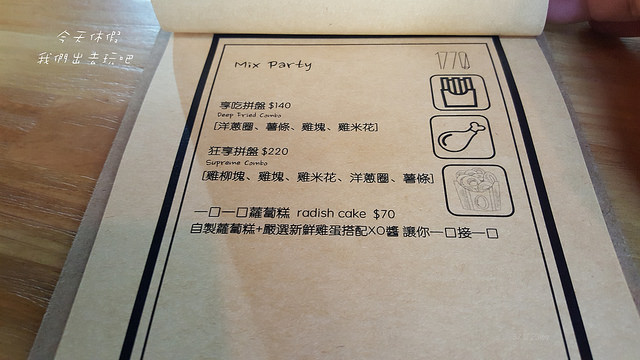 今天休假
我們出去玩吧
Mix Party
1770
享吃拼盤 $140
Deep Fried Combo
[洋蔥圈、薯條、雞塊、雞米花]
狂享拼盤 $220
Supreme Combo
[雞柳塊、雞塊、雞米花、洋蔥圈、薯條]
一口一口蘿蔔糕 radish cake $70
自製蘿蔔糕+嚴選新鮮雞蛋搭配XO醬 讓你一口接一口